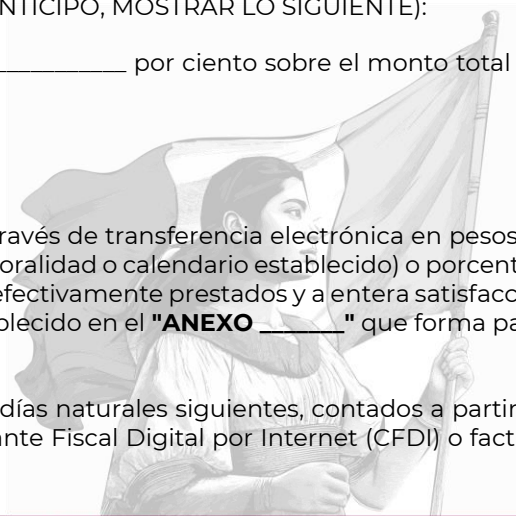 NTICIPO, MOSTRAR LO SIGUIENTE):
____________ por ciento sobre el monto total
ravés de transferencia electrónica en pesos
oralidad o calendario establecido) o porcent
efectivamente prestados y a entera satisfacc
blecido en el "ANEXO _______" que forma pa
días naturales siguientes, contados a partir
ante Fiscal Digital por Internet (CFDI) o fact